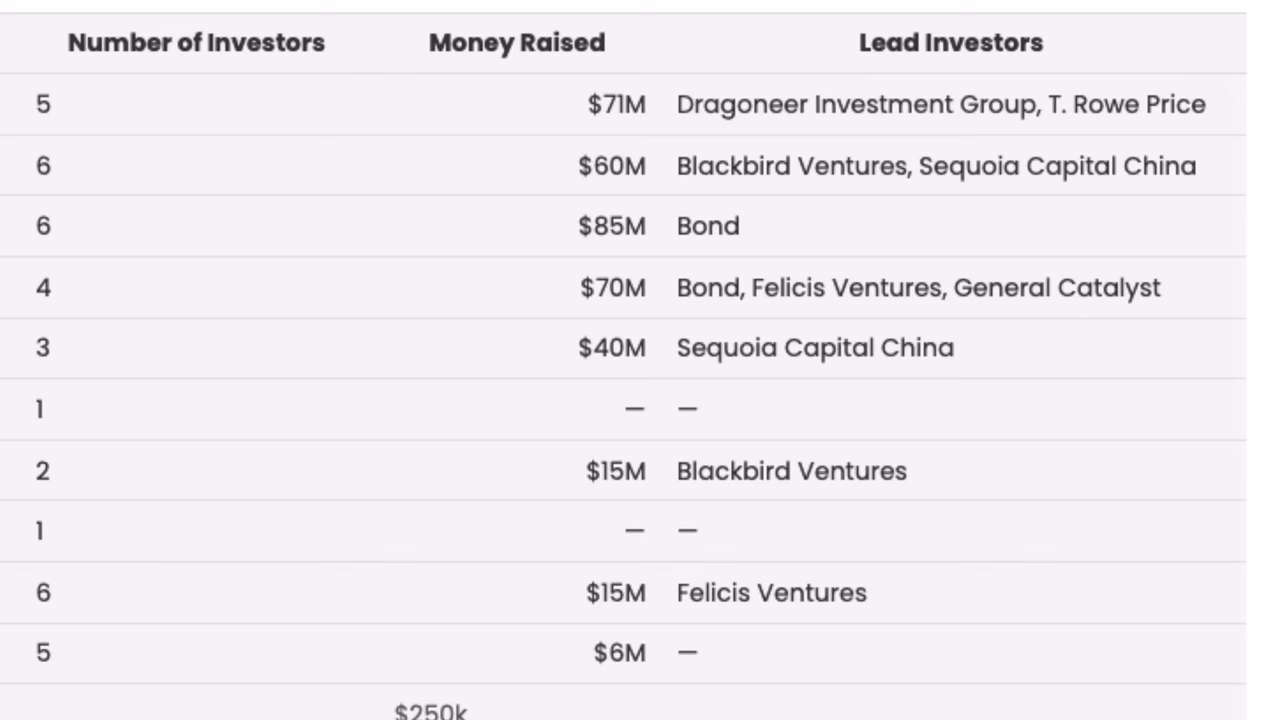 Number of Investors Money Raised Lead Investors
5 $71M Dragoneer Investment Group, T. Rowe Price
6 $60M Blackbird Ventures, Sequoia Capital China
6 $85M Bond
4 $70M Bond, Felicis Ventures, General Catalyst
3 $40M Sequoia Capital China
1 — —
2 $15M Blackbird Ventures
1 — —
6 $15M Felicis Ventures
5 $6M —
$250k